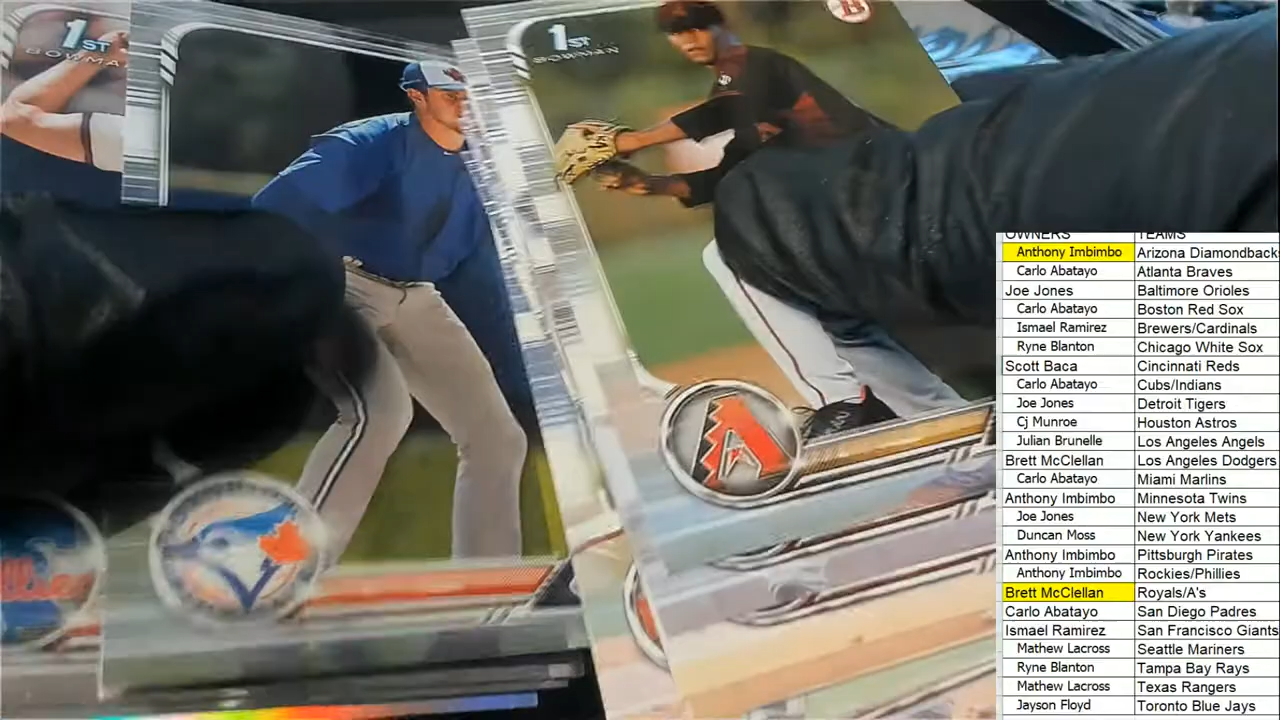 1ST
BOWMA
1ST
BOWMAN
B
OWNERS TEAMS
Anthony Imbimbo Arizona Diamondback
Carlo Abatayo Atlanta Braves
Joe Jones Baltimore Orioles
Carlo Abatayo Boston Red Sox
Ismael Ramirez Brewers/Cardinals
Ryne Blanton Chicago White Sox
Scott Baca Cincinnati Reds
Carlo Abatayo Cubs/Indians
Joe Jones Detroit Tigers
Cj Munroe Houston Astros
Julian Brunelle Los Angeles Angels
Brett McClellan Los Angeles Dodgers
Carlo Abatayo Miami Marlins
Anthony Imbimbo Minnesota Twins
Joe Jones New York Mets
Duncan Moss New York Yankees
Anthony Imbimbo Pittsburgh Pirates
Anthony Imbimbo Rockies/Phillies
Brett McClellan Royals/A's
Carlo Abatayo San Diego Padres
Ismael Ramirez San Francisco Giants
Mathew Lacross Seattle Mariners
Ryne Blanton Tampa Bay Rays
Mathew Lacross Texas Rangers
Jayson Floyd Toronto Blue Jays